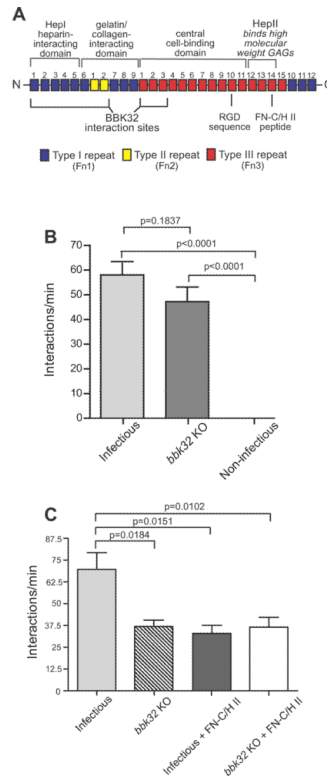 A
HepI
heparin-
interacting
domain
gelatin/
collagen-
interacting
domain
central
cell-binding
domain
HepII
binds high
molecular
weight GAGs
1 2 3 4 5 6 1 2 7 8 9 1 2 3 4 5 6 7 8 9 10 11 12 13 14 15 10 11 12
N
C
BBK32
interaction sites
RGD
sequence
FN-C/H II
peptide
Type I repeat
(Fn1)
Type II repeat
(Fn2)
Type III repeat
(Fn3)
B
p=0.1837
p<0.0001
p<0.0001
Interactions/min
70
60
50
40
30
20
10
0
Infectious
bbk32 KO
Non-infectious
C
p=0.0102
p=0.0151
p=0.0184
Interactions/min
87.5
75
62.5
50
37.5
25
12.5
0
Infectious
bbk32 KO
Infectious + FN-C/H II
bbk32 KO + FN-C/H II